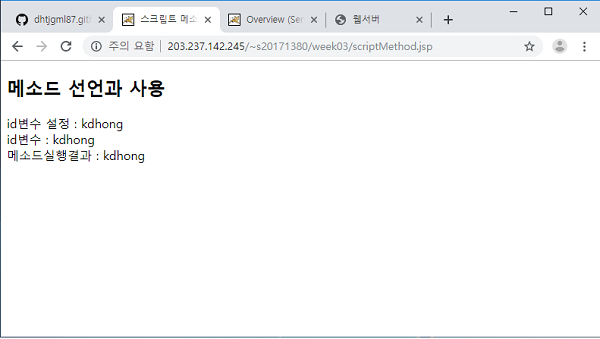 dhtjgml87.gith
스크립트 메소
Overview (Ser
웹서버
주의 요함
203.237.142.245/~s20171380/week03/scriptMethod.jsp
메소드 선언과 사용
id변수 설정 : kdhong
id변수 : kdhong
메소드실행결과 : kdhong